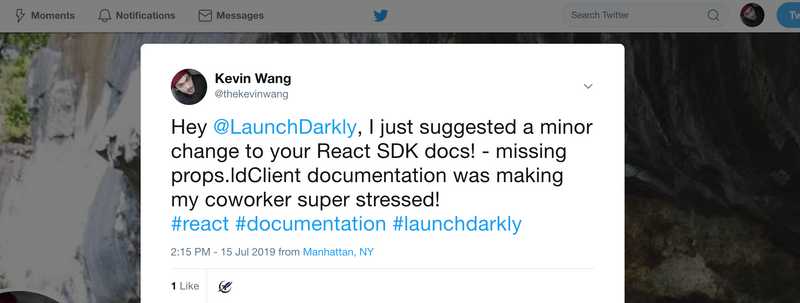 Moments Notifications Messages Search Twitter Tw
Kevin Wang
@thekevinwang
Hey @LaunchDarkly, I just suggested a minor
change to your React SDK docs! - missing
props.ldClient documentation was making
my coworker super stressed!
#react #documentation #launchdarkly
2:15 PM - 15 Jul 2019 from Manhattan, NY
1 Like